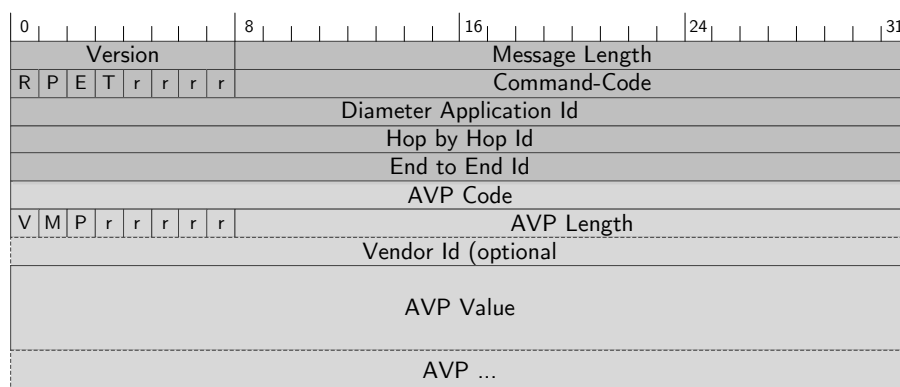 0 8 16 24 31
Version Message Length
R P E T r r r r Command-Code
Diameter Application Id
Hop by Hop Id
End to End Id
AVP Code
V M P r r r r r AVP Length
Vendor Id (optional
AVP Value
AVP ...